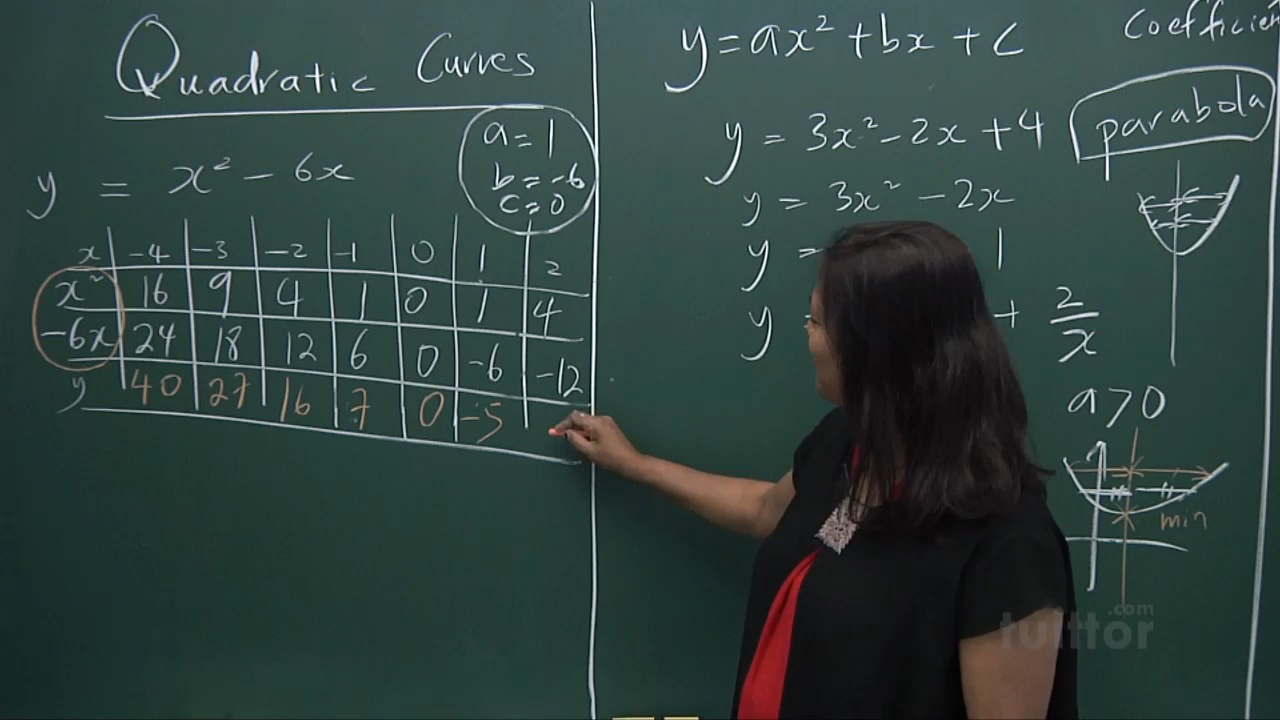 Quadratic Curves
a = 1
b = -6
c = 0
y = x² - 6x
x -4 -3 -2 -1 0 1 2
x² 16 9 4 1 0 1 4
-6x 24 18 12 6 0 -6 -12
y 40 27 16 7 0 -5
y = ax² + bx + c
y = 3x² - 2x + 4
y = 3x² - 2x
y = 1
y + 2/x
parabola
a > 0
min
tuittor.com